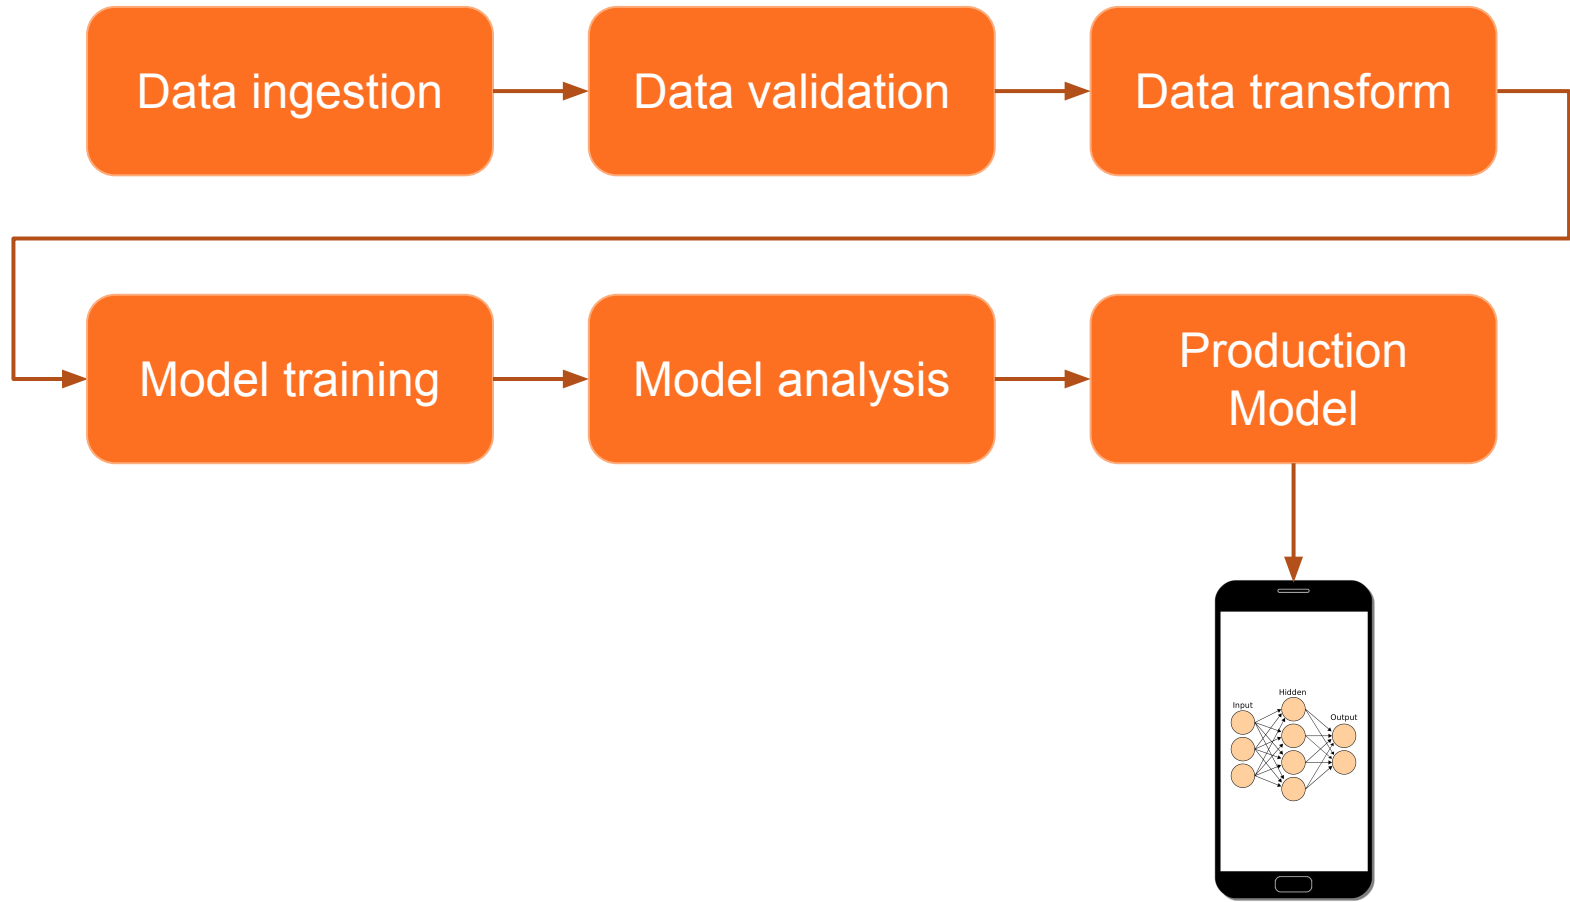 Data ingestion
Data validation
Data transform
Model training
Model analysis
Production
Model
Hidden
Input
Output